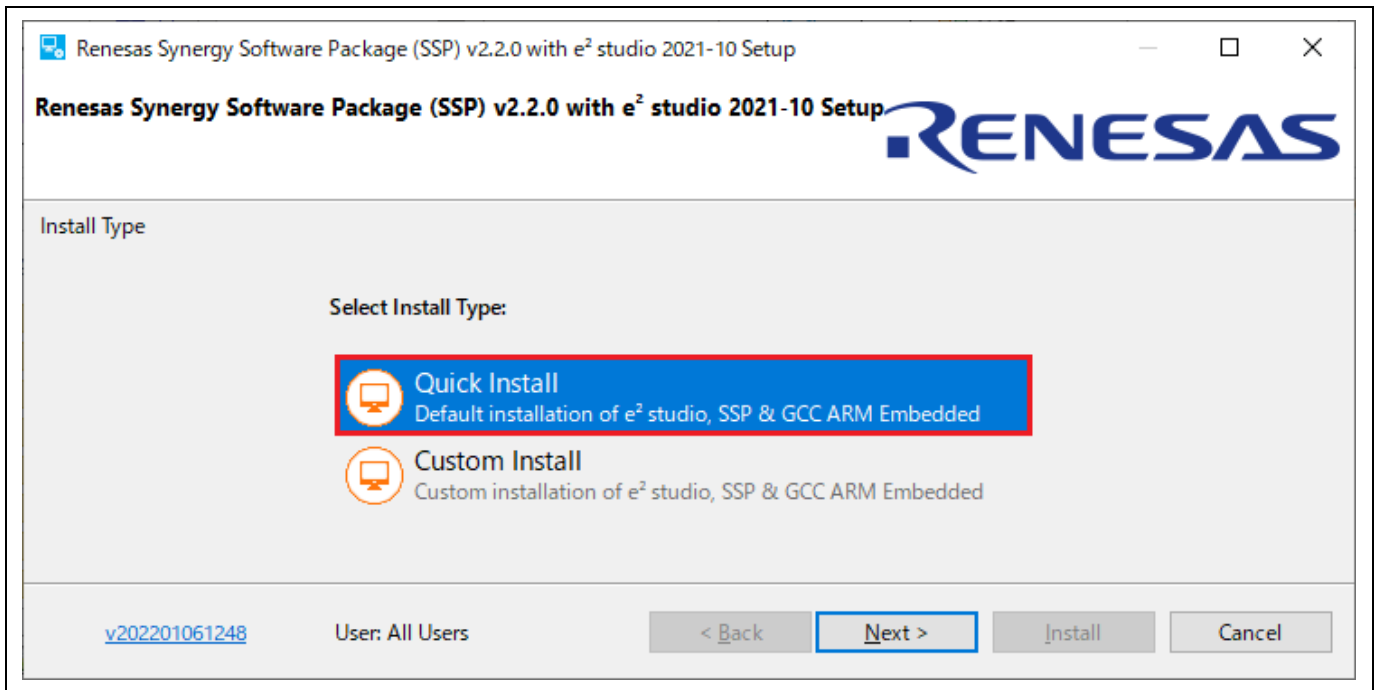 Renesas Synergy Software Package (SSP) v2.2.0 with e² studio 2021-10 Setup
Renesas Synergy Software Package (SSP) v2.2.0 with e² studio 2021-10 Setup
RENESAS
Install Type
Select Install Type:
Quick Install
Default installation of e² studio, SSP & GCC ARM Embedded
Custom Install
Custom installation of e² studio, SSP & GCC ARM Embedded
v202201061248 User: All Users < Back Next > Install Cancel